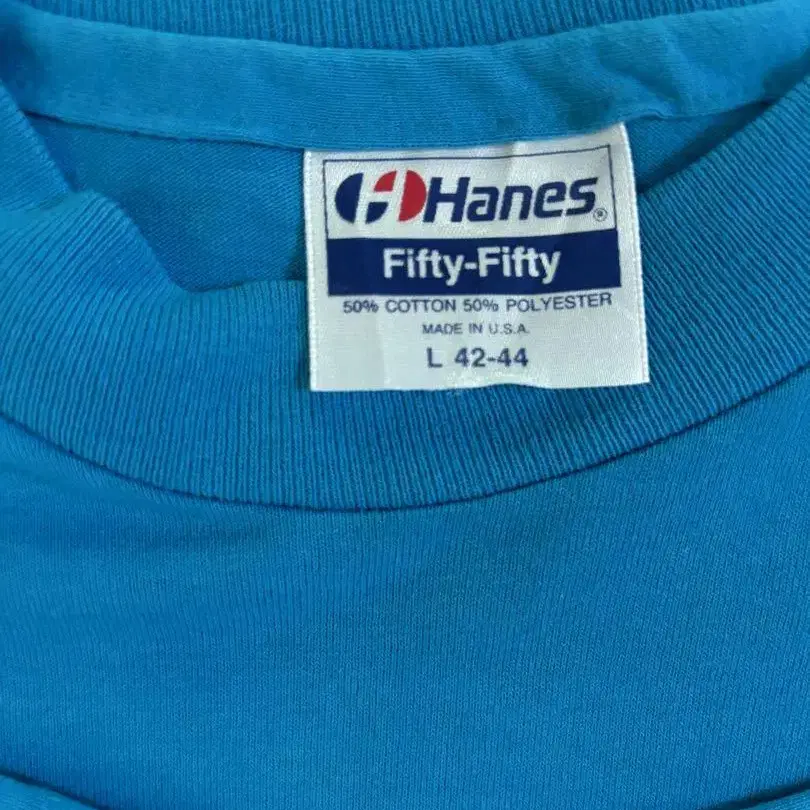 Hanes®
Fifty-Fifty
50% COTTON 50% POLYESTER
MADE IN U.S.A.
L 42-44